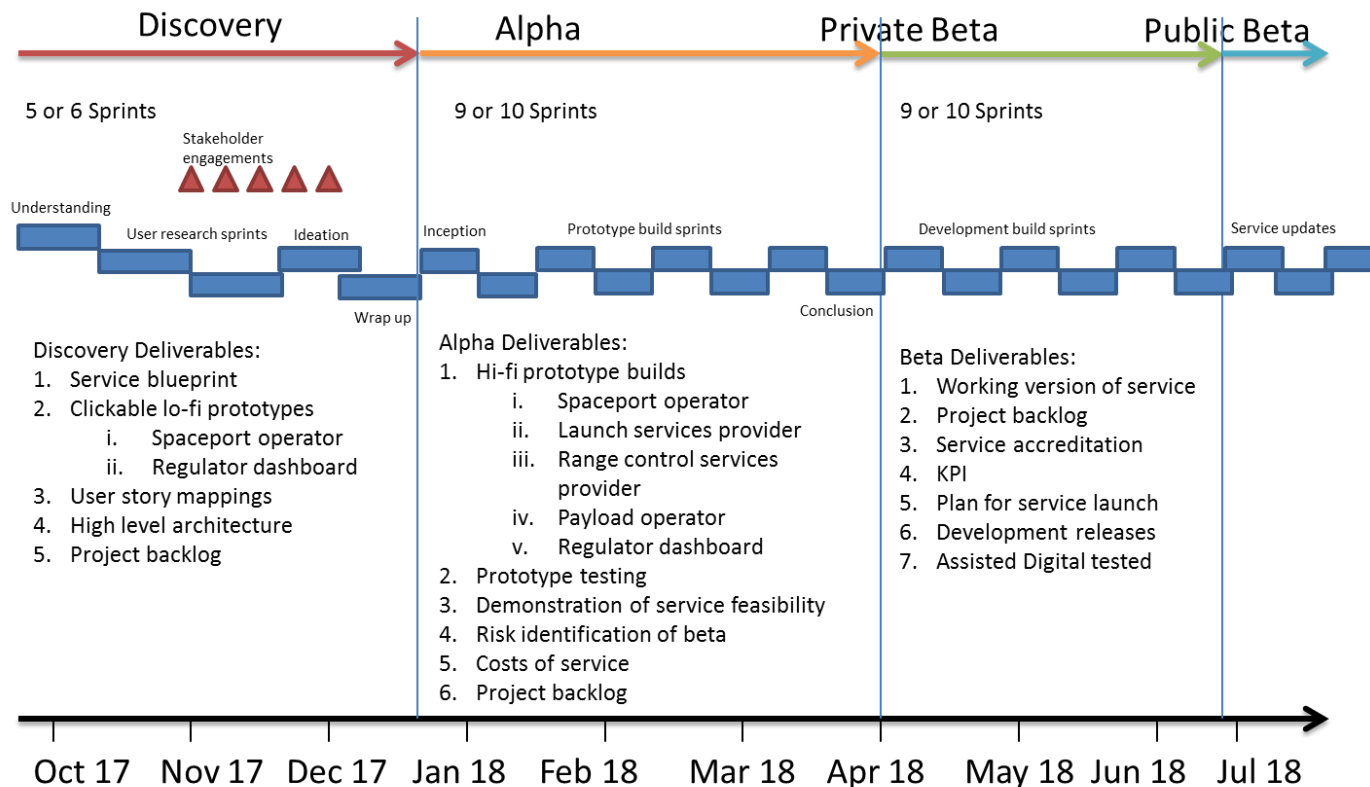 Discovery
Alpha
Private Beta
Public Beta
5 or 6 Sprints
9 or 10 Sprints
9 or 10 Sprints
Stakeholder
engagements
Understanding
User research sprints
Ideation
Wrap up
Inception
Prototype build sprints
Conclusion
Development build sprints
Service updates
Discovery Deliverables:
1. Service blueprint
2. Clickable lo-fi prototypes
i. Spaceport operator
ii. Regulator dashboard
3. User story mappings
4. High level architecture
5. Project backlog
Alpha Deliverables:
1. Hi-fi prototype builds
i. Spaceport operator
ii. Launch services provider
iii. Range control services
provider
iv. Payload operator
v. Regulator dashboard
2. Prototype testing
3. Demonstration of service feasibility
4. Risk identification of beta
5. Costs of service
6. Project backlog
Beta Deliverables:
1. Working version of service
2. Project backlog
3. Service accreditation
4. KPI
5. Plan for service launch
6. Development releases
7. Assisted Digital tested
Oct 17
Nov 17
Dec 17
Jan 18
Feb 18
Mar 18
Apr 18
May 18
Jun 18
Jul 18